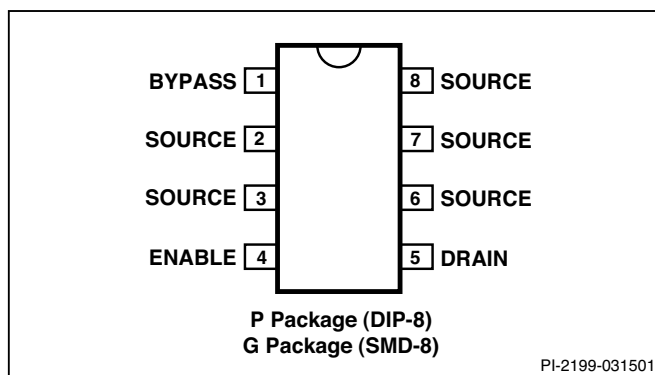 BYPASS 1 8 SOURCE
SOURCE 2 7 SOURCE
SOURCE 3 6 SOURCE
ENABLE 4 5 DRAIN
P Package (DIP-8)
G Package (SMD-8)
PI-2199-031501